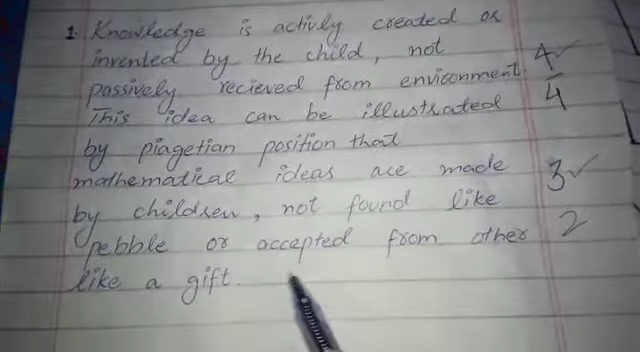 1. Knowledge is activly created or
invented by the child, not
passively recieved from environment.
This idea can be illustrated
by piagetian position that
mathematical ideas are made
by children, not found like
pebble or accepted from other
like a gift.
4✓
4
3✓
2